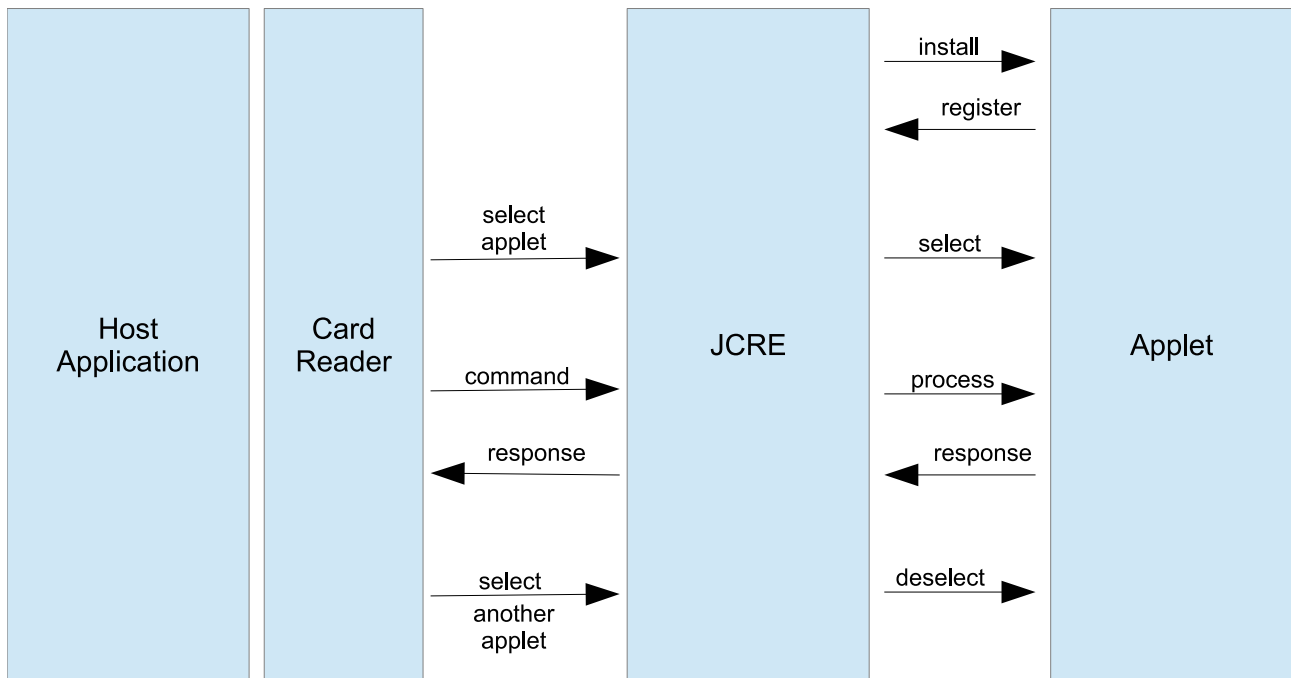 install
register
select
applet
select
Host
Application
Card
Reader
JCRE
Applet
command
process
response
response
select
another
applet
deselect